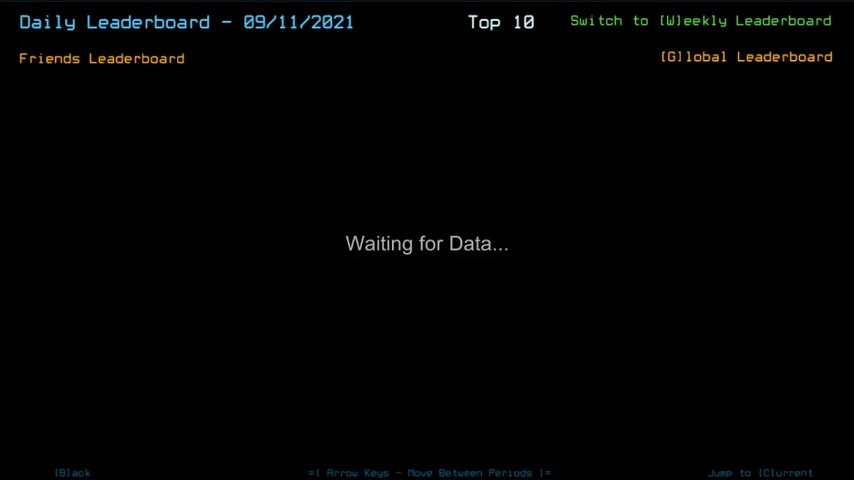 Daily Leaderboard - 09/11/2021 Top 10 Switch to [W]eekly Leaderboard
Friends Leaderboard [G]lobal Leaderboard
Waiting for Data...
[B]ack =[ Arrow Keys - Move Between Periods ]= Jump to [C]urrent